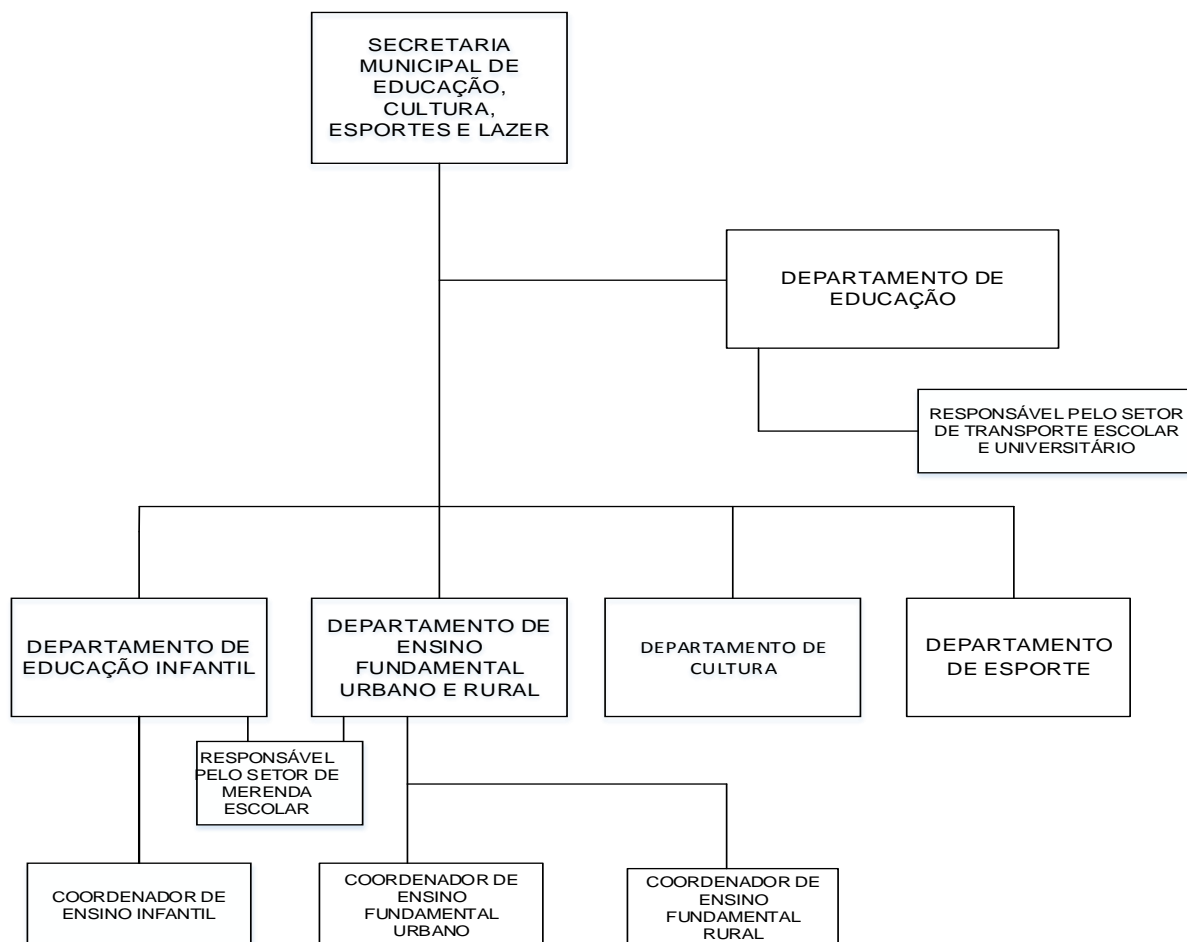 SECRETARIA
MUNICIPAL DE
EDUCAÇÃO,
CULTURA,
ESPORTES E LAZER
DEPARTAMENTO DE
EDUCAÇÃO
RESPONSÁVEL PELO SETOR
DE TRANSPORTE ESCOLAR
E UNIVERSITÁRIO
DEPARTAMENTO DE
EDUCAÇÃO INFANTIL
DEPARTAMENTO DE
ENSINO
FUNDAMENTAL
URBANO E RURAL
DEPARTAMENTO DE
CULTURA
DEPARTAMENTO
DE ESPORTE
RESPONSÁVEL
PELO SETOR DE
MERENDA
ESCOLAR
COORDENADOR DE
ENSINO INFANTIL
COORDENADOR DE
ENSINO
FUNDAMENTAL
URBANO
COORDENADOR DE
ENSINO
FUNDAMENTAL
RURAL